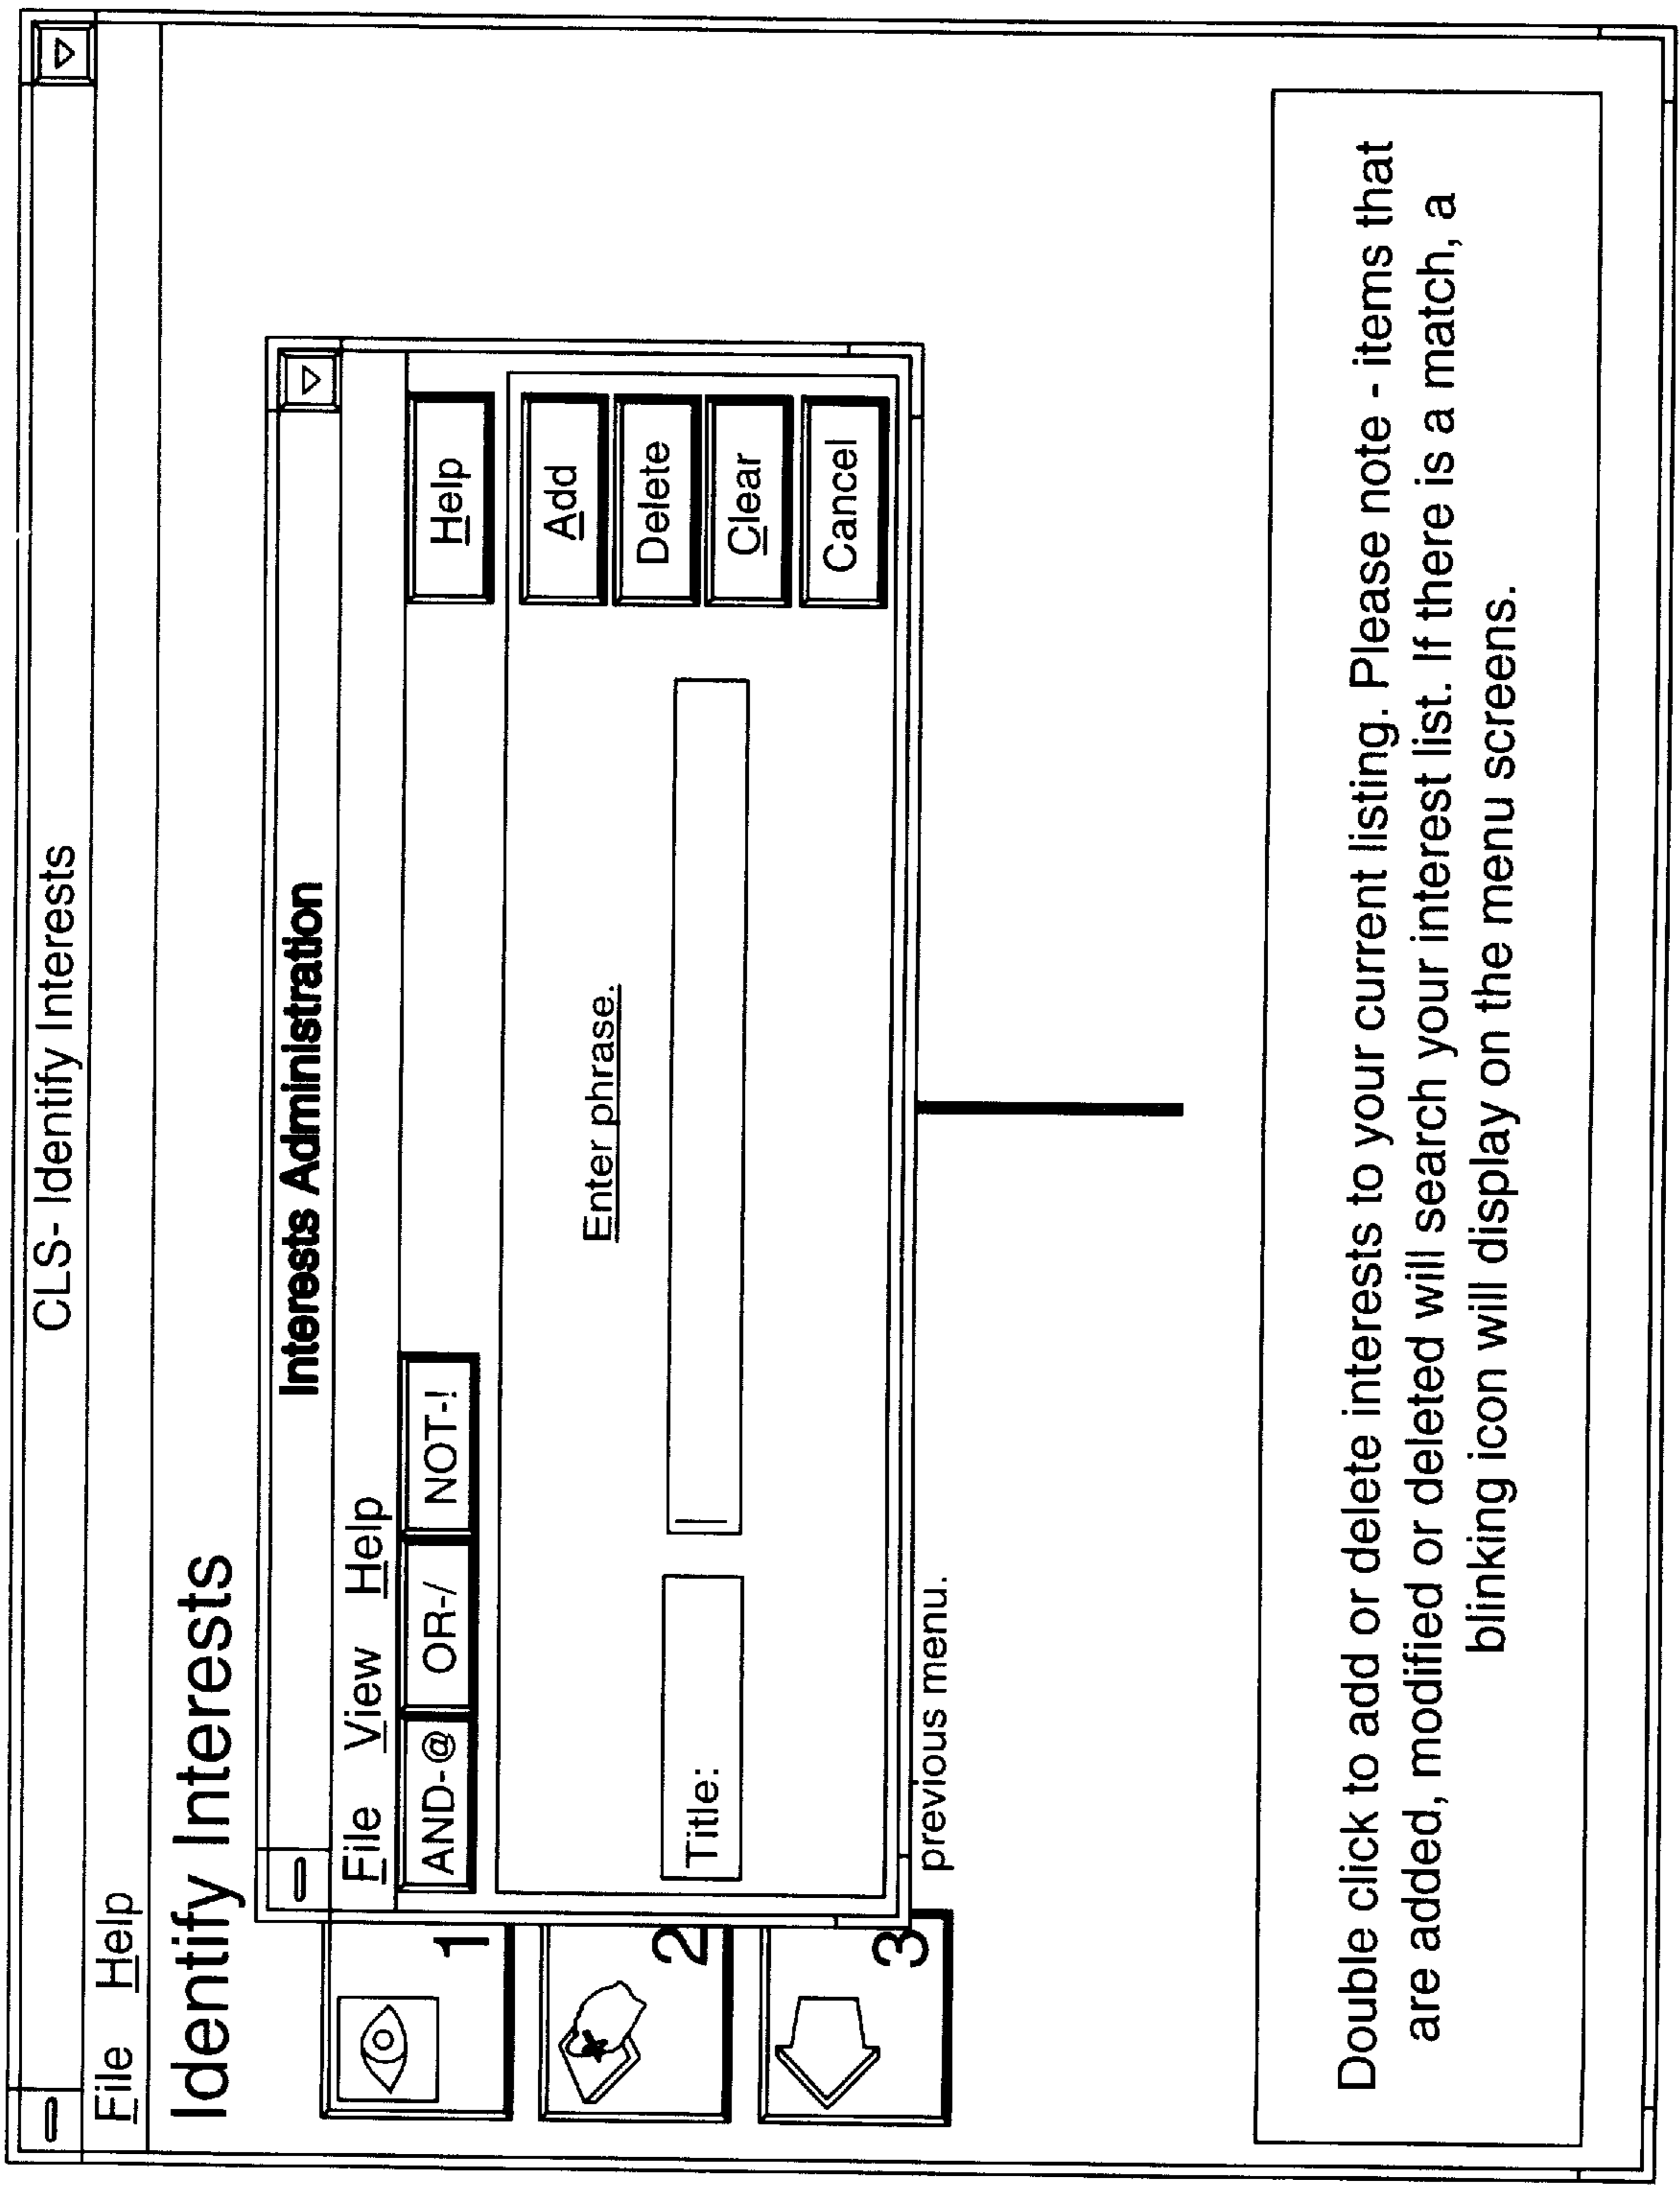 CLS- Identify Interests
File Help
Identify Interests
Interests Administration
File View Help
AND-@ OR-/ NOT-! Help
Enter phrase.
Title:
Add
Delete
Clear
Cancel
1
2
3
previous menu.
Double click to add or delete interests to your current listing. Please note - items that
are added, modified or deleted will search your interest list. If there is a match, a
blinking icon will display on the menu screens.